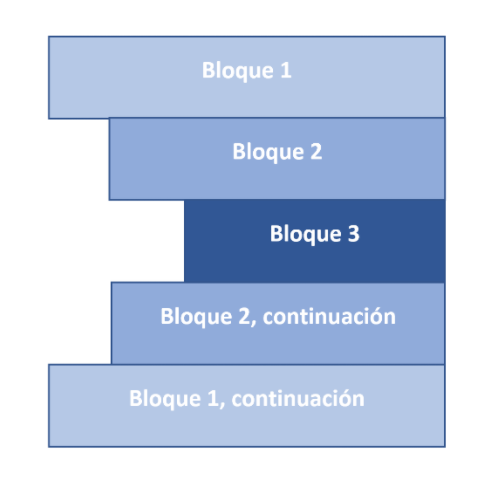 Bloque 1
Bloque 2
Bloque 3
Bloque 2, continuación
Bloque 1, continuación